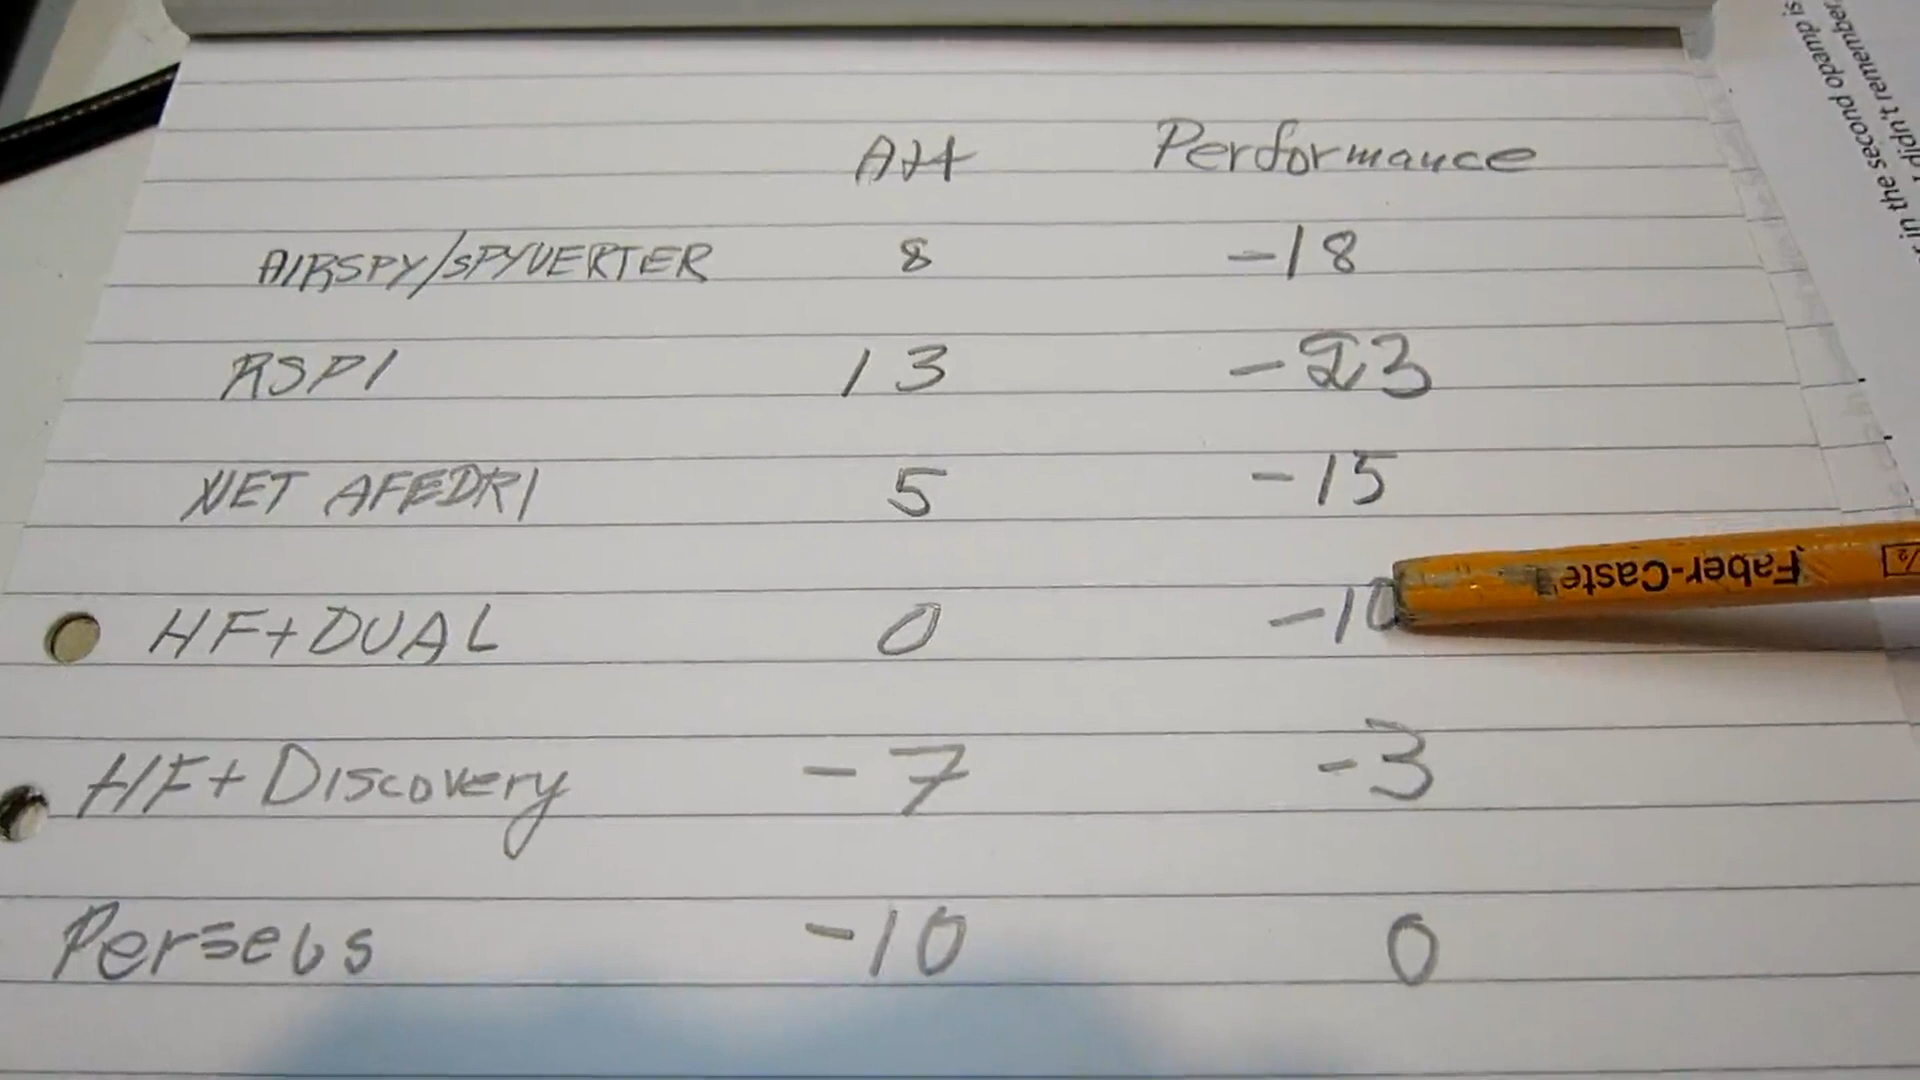 Att Performance
AIRSPY/SPYVERTER 8 -18
RSP1 13 -23
NET AFEDRI 5 -15
HF+DUAL 0 -10
HF+ Discovery -7 -3
Perseus -10 0
Faber-Caste
r in the second opamp is
I didn't remember